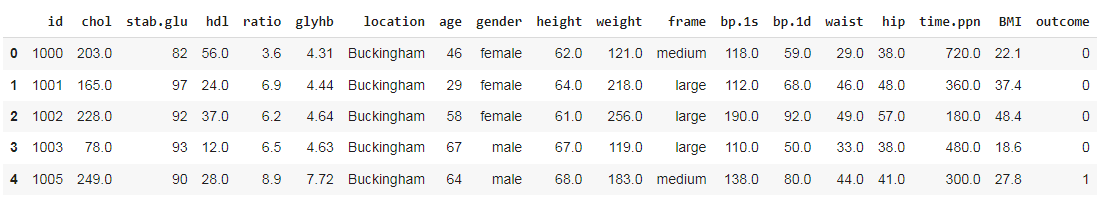 id chol stab.glu hdl ratio glyhb location age gender height weight frame bp.1s bp.1d waist hip time.ppn BMI outcome
0 1000 203.0 82 56.0 3.6 4.31 Buckingham 46 female 62.0 121.0 medium 118.0 59.0 29.0 38.0 720.0 22.1 0
1 1001 165.0 97 24.0 6.9 4.44 Buckingham 29 female 64.0 218.0 large 112.0 68.0 46.0 48.0 360.0 37.4 0
2 1002 228.0 92 37.0 6.2 4.64 Buckingham 58 female 61.0 256.0 large 190.0 92.0 49.0 57.0 180.0 48.4 0
3 1003 78.0 93 12.0 6.5 4.63 Buckingham 67 male 67.0 119.0 large 110.0 50.0 33.0 38.0 480.0 18.6 0
4 1005 249.0 90 28.0 8.9 7.72 Buckingham 64 male 68.0 183.0 medium 138.0 80.0 44.0 41.0 300.0 27.8 1